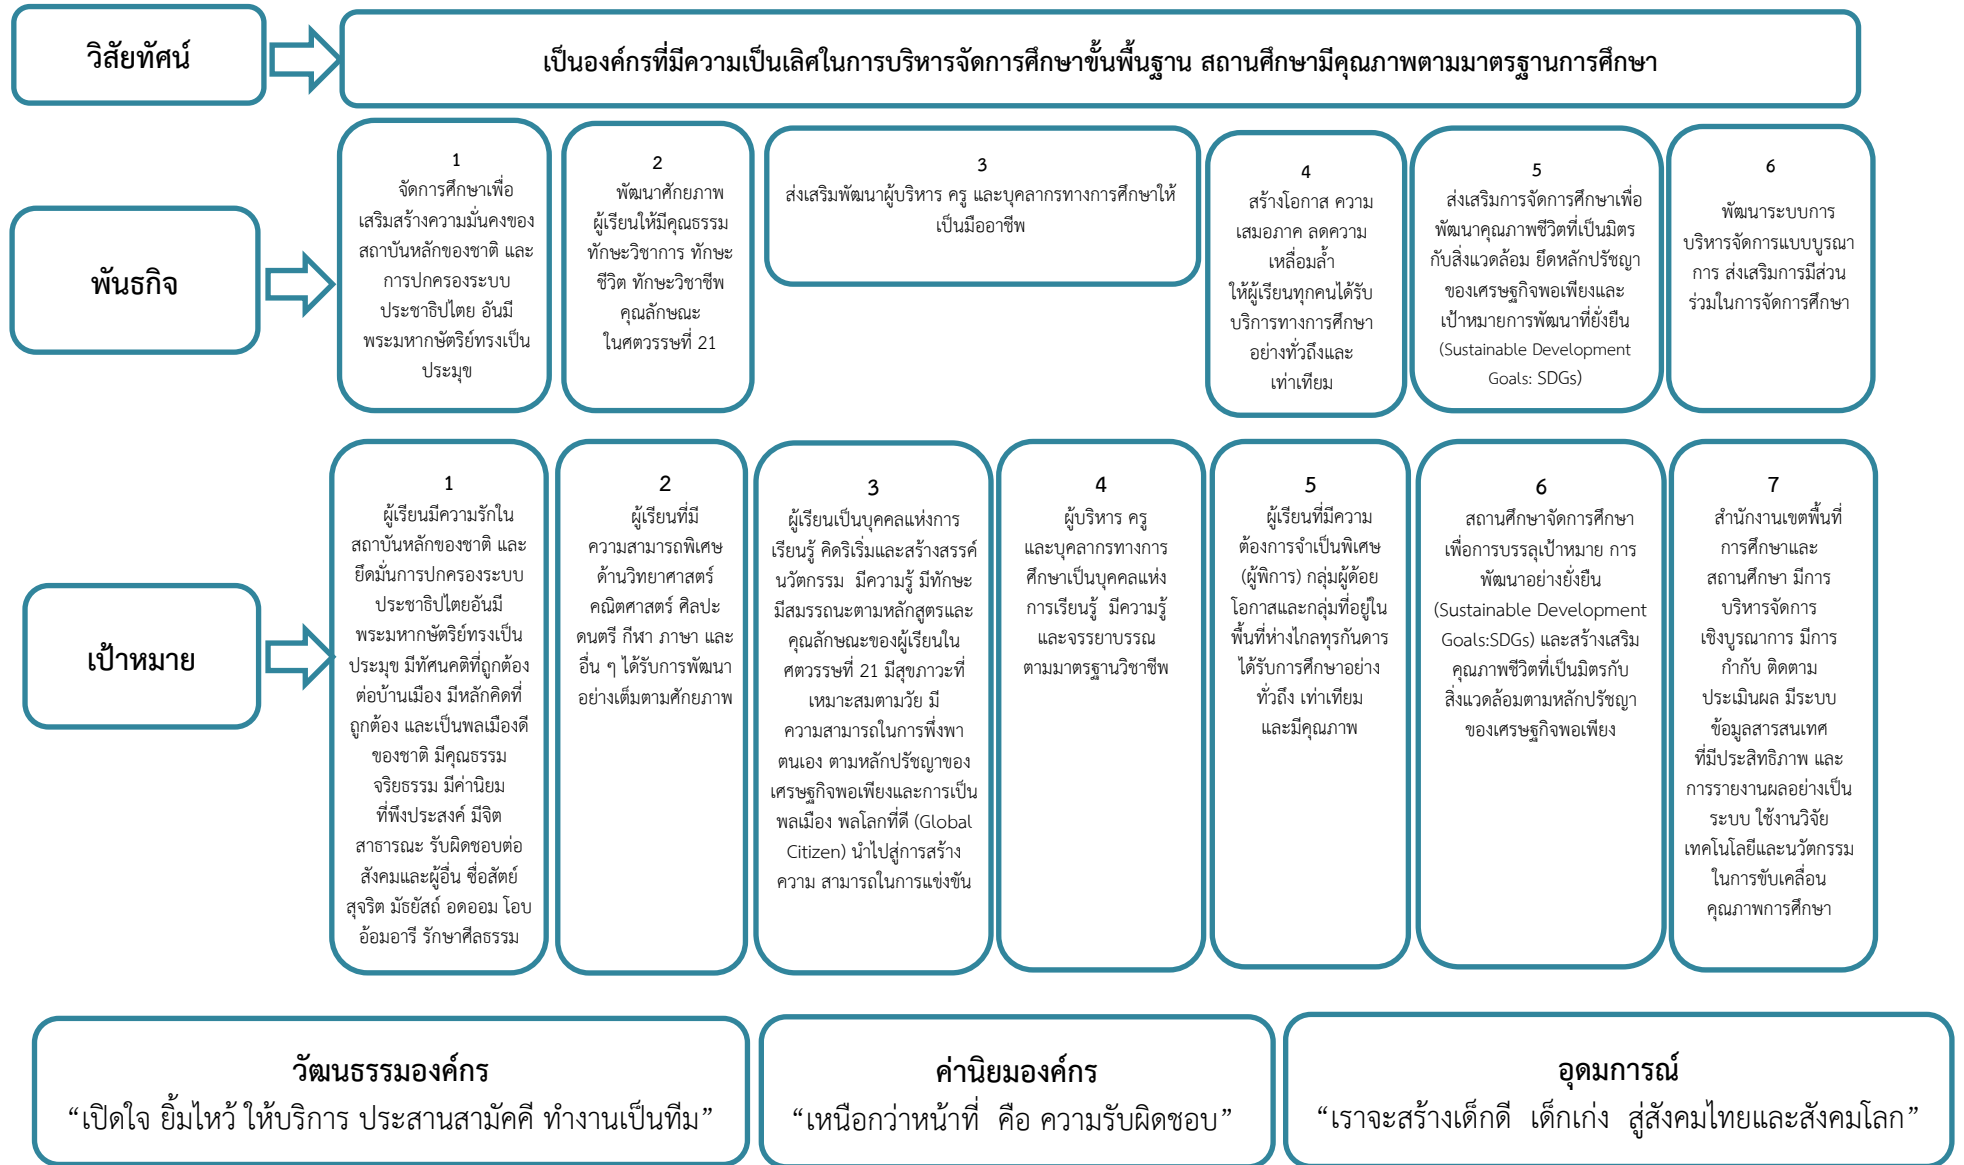 วิสัยทัศน์
เป็นองค์กรที่มีความเป็นเลิศในการบริหารจัดการศึกษาขั้นพื้นฐาน สถานศึกษามีคุณภาพตามมาตรฐานการศึกษา
พันธกิจ
1
จัดการศึกษาเพื่อ
เสริมสร้างความมั่นคงของ
สถาบันหลักของชาติ และ
การปกครองระบบ
ประชาธิปไตย อันมี
พระมหากษัตริย์ทรงเป็น
ประมุข
2
พัฒนาศักยภาพ
ผู้เรียนให้มีคุณธรรม
ทักษะวิชาการ ทักษะ
ชีวิต ทักษะวิชาชีพ
คุณลักษณะ
ในศตวรรษที่ 21
3
ส่งเสริมพัฒนาผู้บริหาร ครู และบุคลากรทางการศึกษาให้
เป็นมืออาชีพ
4
สร้างโอกาส ความ
เสมอภาค ลดความ
เหลื่อมล้ำ
ให้ผู้เรียนทุกคนได้รับ
บริการทางการศึกษา
อย่างทั่วถึงและ
เท่าเทียม
5
ส่งเสริมการจัดการศึกษาเพื่อ
พัฒนาคุณภาพชีวิตที่เป็นมิตร
กับสิ่งแวดล้อม ยึดหลักปรัชญา
ของเศรษฐกิจพอเพียงและ
เป้าหมายการพัฒนาที่ยั่งยืน
(Sustainable Development
Goals: SDGs)
6
พัฒนาระบบการ
บริหารจัดการแบบบูรณา
การ ส่งเสริมการมีส่วน
ร่วมในการจัดการศึกษา
เป้าหมาย
1
ผู้เรียนมีความรักใน
สถาบันหลักของชาติ และ
ยึดมั่นการปกครองระบบ
ประชาธิปไตยอันมี
พระมหากษัตริย์ทรงเป็น
ประมุข มีทัศนคติที่ถูกต้อง
ต่อบ้านเมือง มีหลักคิดที่
ถูกต้อง และเป็นพลเมืองดี
ของชาติ มีคุณธรรม
จริยธรรม มีค่านิยม
ที่พึงประสงค์ มีจิต
สาธารณะ รับผิดชอบต่อ
สังคมและผู้อื่น ซื่อสัตย์
สุจริต มัธยัสถ์ อดออม โอบ
อ้อมอารี รักษาศีลธรรม
2
ผู้เรียนที่มี
ความสามารถพิเศษ
ด้านวิทยาศาสตร์
คณิตศาสตร์ ศิลปะ
ดนตรี กีฬา ภาษา และ
อื่น ๆ ได้รับการพัฒนา
อย่างเต็มตามศักยภาพ
3
ผู้เรียนเป็นบุคคลแห่งการ
เรียนรู้ คิดริเริ่มและสร้างสรรค์
นวัตกรรม มีความรู้ มีทักษะ
มีสมรรถนะตามหลักสูตรและ
คุณลักษณะของผู้เรียนใน
ศตวรรษที่ 21 มีสุขภาวะที่
เหมาะสมตามวัย มี
ความสามารถในการพึ่งพา
ตนเอง ตามหลักปรัชญาของ
เศรษฐกิจพอเพียงและการเป็น
พลเมือง พลโลกที่ดี (Global
Citizen) นำไปสู่การสร้าง
ความ สามารถในการแข่งขัน
4
ผู้บริหาร ครู
และบุคลากรทางการ
ศึกษาเป็นบุคคลแห่ง
การเรียนรู้ มีความรู้
และจรรยาบรรณ
ตามมาตรฐานวิชาชีพ
5
ผู้เรียนที่มีความ
ต้องการจำเป็นพิเศษ
(ผู้พิการ) กลุ่มผู้ด้อย
โอกาสและกลุ่มที่อยู่ใน
พื้นที่ห่างไกลทุรกันดาร
ได้รับการศึกษาอย่าง
ทั่วถึง เท่าเทียม
และมีคุณภาพ
6
สถานศึกษาจัดการศึกษา
เพื่อการบรรลุเป้าหมาย การ
พัฒนาอย่างยั่งยืน
(Sustainable Development
Goals:SDGs) และสร้างเสริม
คุณภาพชีวิตที่เป็นมิตรกับ
สิ่งแวดล้อมตามหลักปรัชญา
ของเศรษฐกิจพอเพียง
7
สำนักงานเขตพื้นที่
การศึกษาและ
สถานศึกษา มีการ
บริหารจัดการ
เชิงบูรณาการ มีการ
กำกับ ติดตาม
ประเมินผล มีระบบ
ข้อมูลสารสนเทศ
ที่มีประสิทธิภาพ และ
การรายงานผลอย่างเป็น
ระบบ ใช้งานวิจัย
เทคโนโลยีและนวัตกรรม
ในการขับเคลื่อน
คุณภาพการศึกษา
วัฒนธรรมองค์กร
“เปิดใจ ยิ้มไหว้ ให้บริการ ประสานสามัคคี ทำงานเป็นทีม”
ค่านิยมองค์กร
“เหนือกว่าหน้าที่ คือ ความรับผิดชอบ”
อุดมการณ์
“เราจะสร้างเด็กดี เด็กเก่ง สู่สังคมไทยและสังคมโลก”